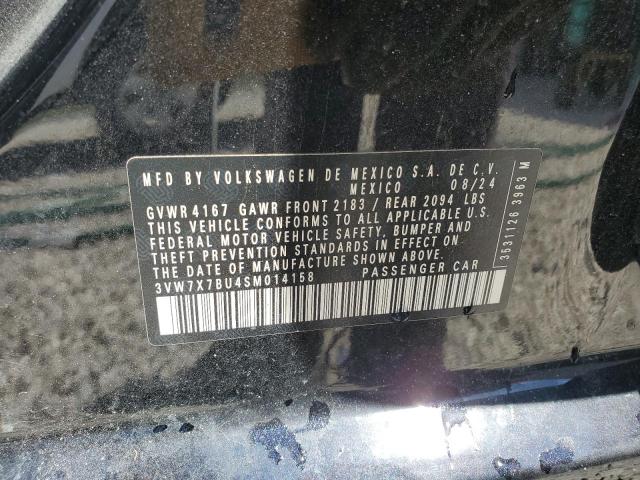 MFD BY VOLKSWAGEN DE MEXICO S.A. DE C.V.
MEXICO 08/24
GVWR 4167 GAWR FRONT 2183 / REAR 2094 LBS
THIS VEHICLE CONFORMS TO ALL APPLICABLE U.S.
FEDERAL MOTOR VEHICLE SAFETY, BUMPER AND
THEFT PREVENTION STANDARDS IN EFFECT ON
THE DATE OF MANUFACTURE SHOWN ABOVE.
3VW7X7BU4SM014158 PASSENGER CAR
3631126 3963 M